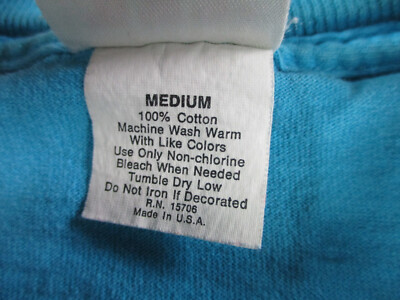 MEDIUM
100% Cotton
Machine Wash Warm
With Like Colors
Use Only Non-chlorine
Bleach When Needed
Tumble Dry Low
Do Not Iron If Decorated
R.N. 15706
Made In U.S.A.